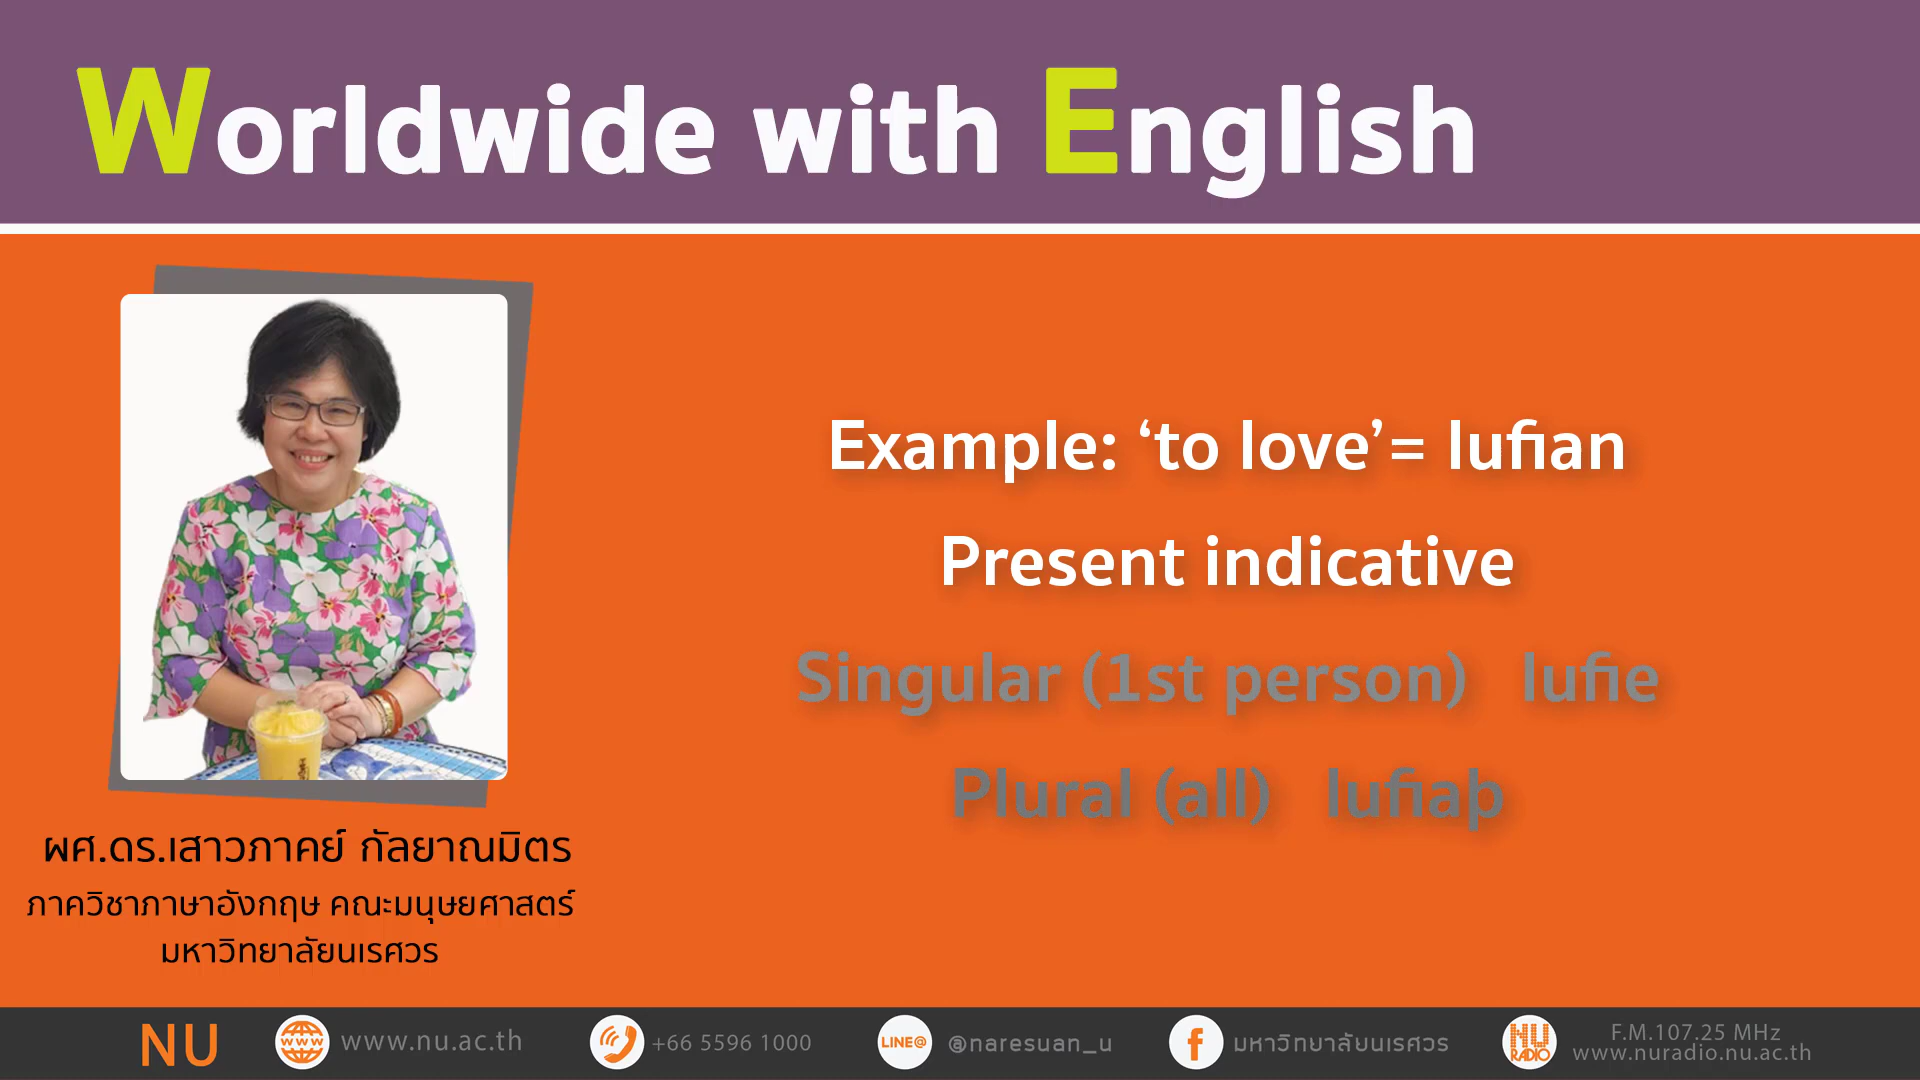 Worldwide with English
Example: ‘to love’= lufian
Present indicative
Singular (1st person) lufie
Plural (all) lufiaþ
ผศ.ดร.เสาวภาคย์ กัลยาณมิตร
ภาควิชาภาษาอังกฤษ คณะมนุษยศาสตร์
มหาวิทยาลัยนเรศวร
NU
www
www.nu.ac.th
+66 5596 1000
LINE@
@naresuan_u
f
มหาวิทยาลัยนเรศวร
NU
RADIO
F.M.107.25 MHz
www.nuradio.nu.ac.th